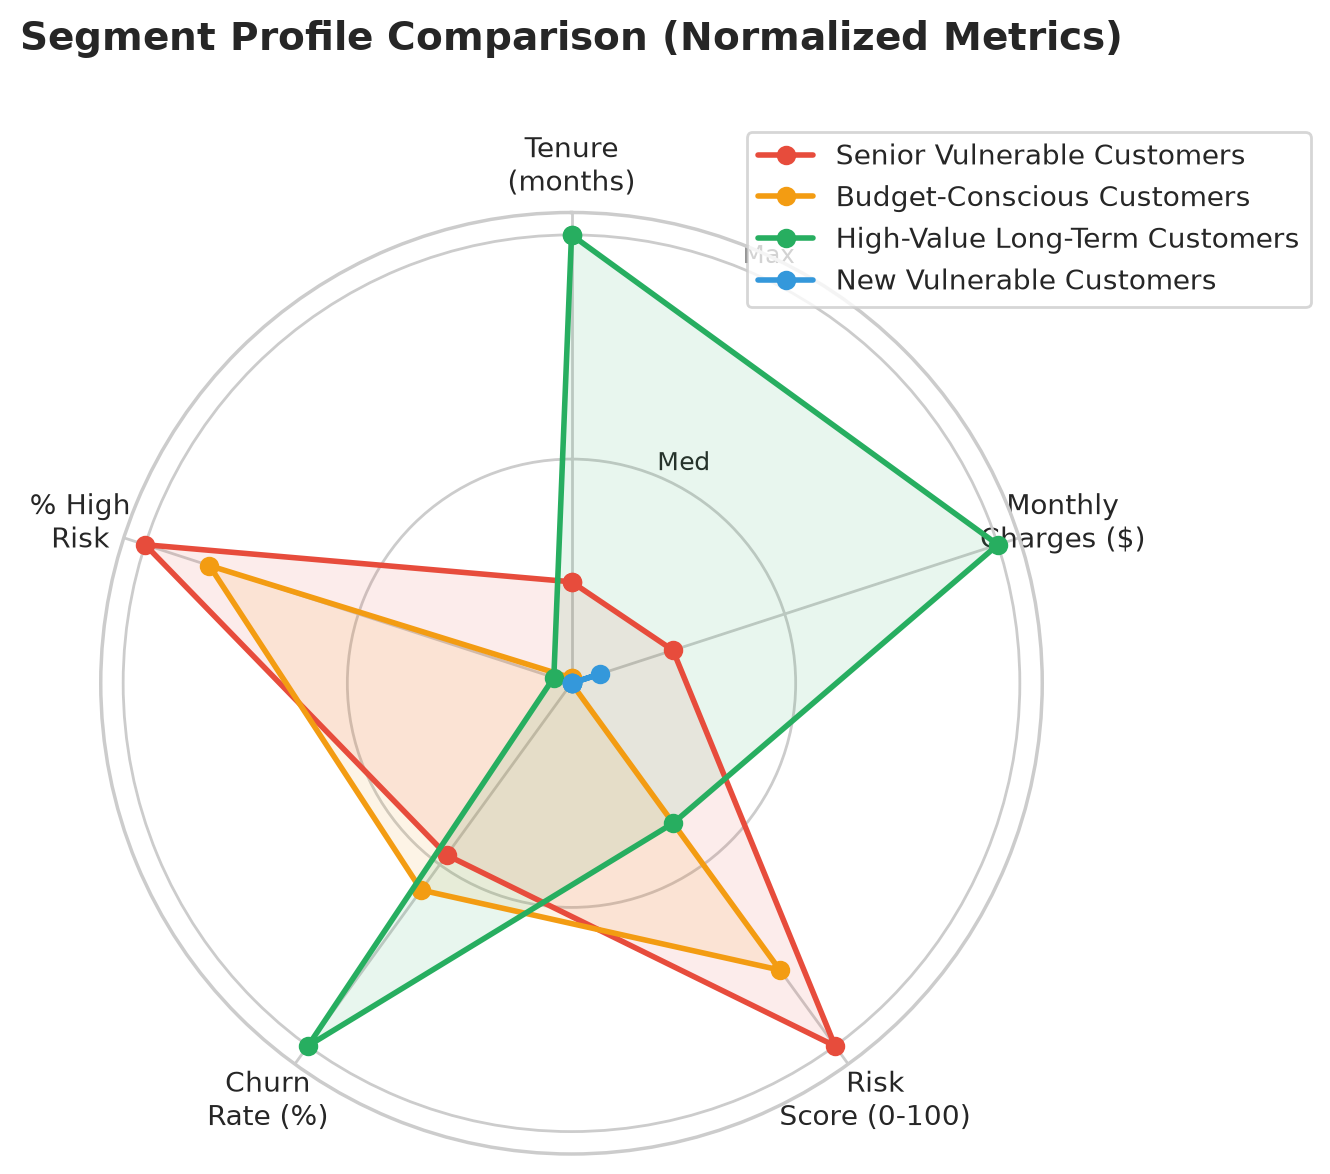 Segment Profile Comparison (Normalized Metrics)
Tenure
(months)
Senior Vulnerable Customers
Budget-Conscious Customers
High-Value Long-Term Customers
New Vulnerable Customers
Max
Med
% High
Risk
Monthly
Charges ($)
Churn
Rate (%)
Risk
Score (0-100)